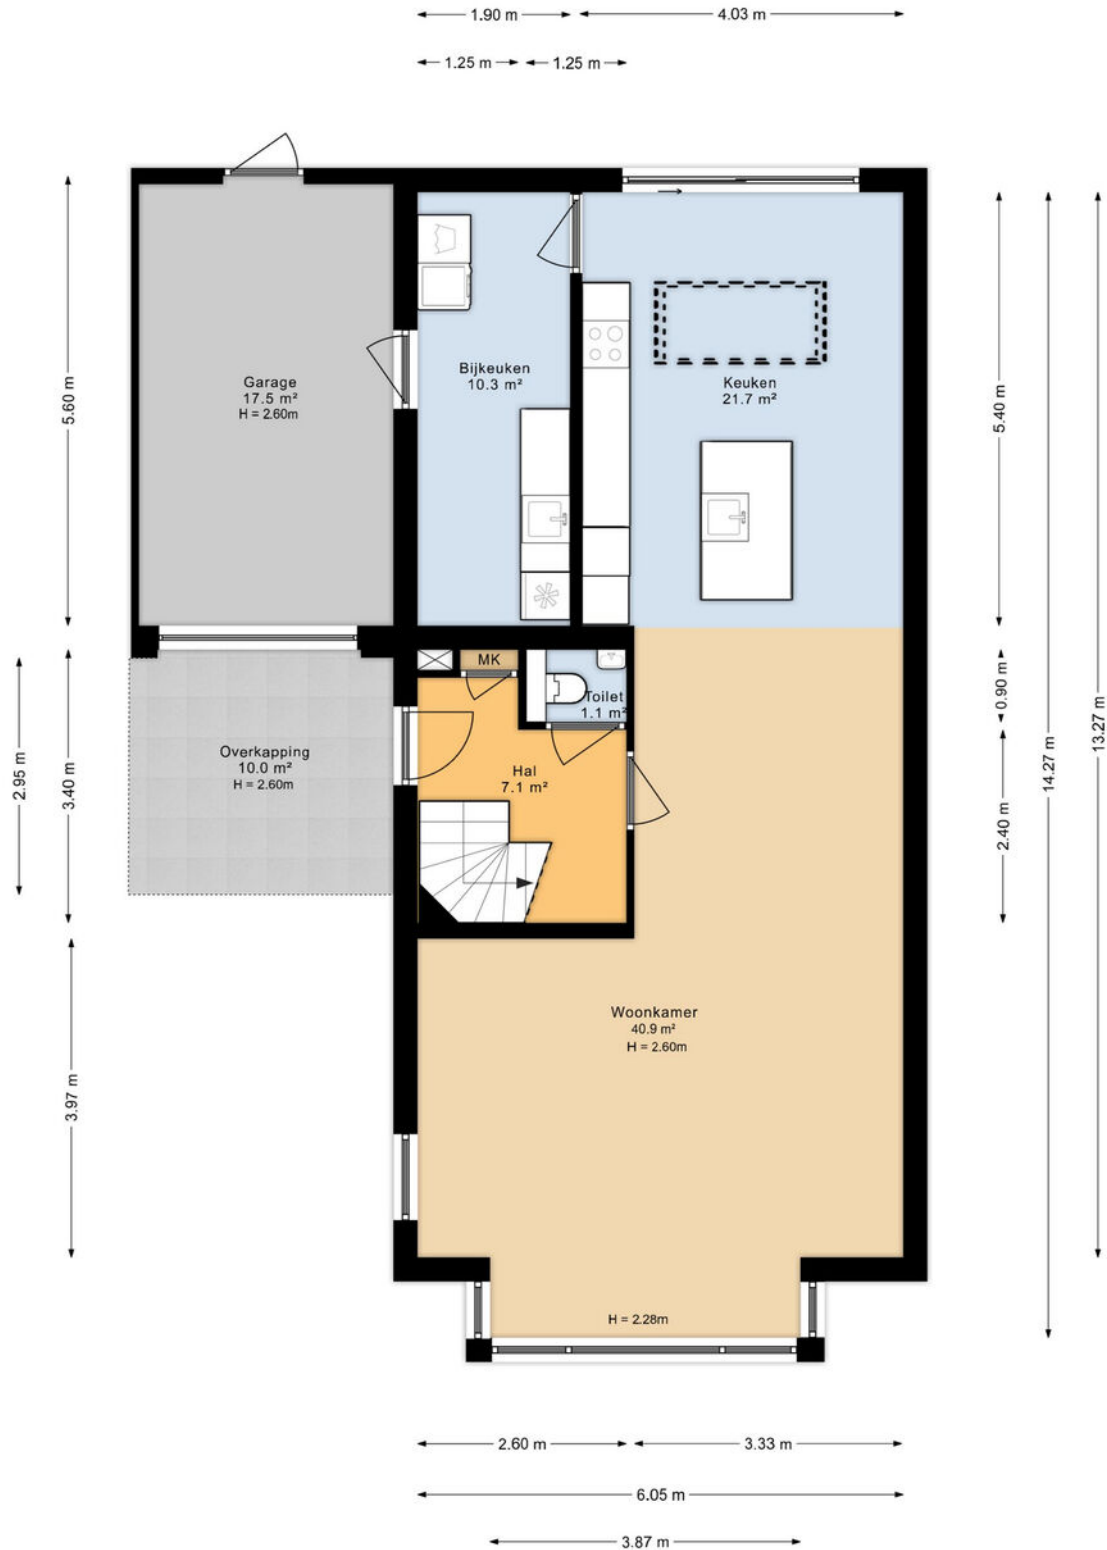 1.90 m
4.03 m
1.25 m
1.25 m
Bijkeuken
10.3 m²
Keuken
21.7 m²
Garage
17.5 m²
H = 2.60m
5.60 m
5.40 m
MK
Toilet
1.1 m²
0.90 m
13.27 m
Overkapping
10.0 m²
H = 2.60m
Hal
7.1 m²
2.95 m
3.40 m
14.27 m
2.40 m
Woonkamer
40.9 m²
H = 2.60m
3.97 m
H = 2.28m
2.60 m
3.33 m
6.05 m
3.87 m